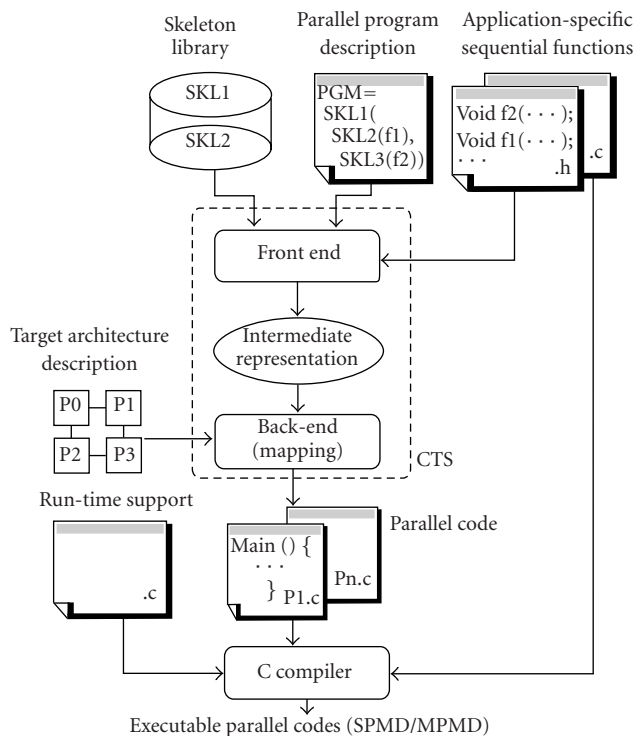 Skeleton
library
Parallel program
description
Application-specific
sequential functions
SKL1
SKL2
PGM=
SKL1(
SKL2(f1),
SKL3(f2))
Void f2(· · ·);
Void f1(· · ·);
· · ·
.h
.c
Front end
Intermediate
representation
Target architecture
description
P0
P1
P2
P3
Back-end
(mapping)
CTS
Run-time support
.c
Main () {
· · ·
}
P1.c
Pn.c
Parallel code
C compiler
Executable parallel codes (SPMD/MPMD)